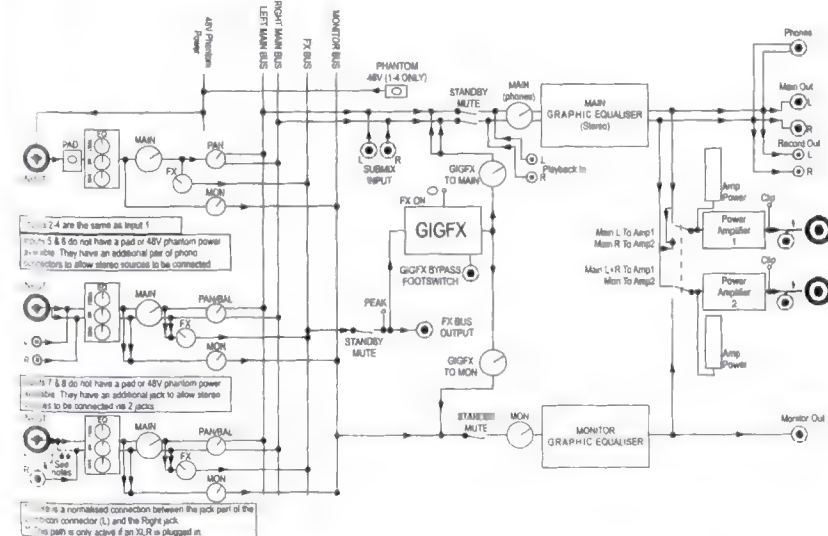 48V Phantom
Power
LEFT MAIN BUS
RIGHT MAIN BUS
FX BUS
MONITOR BUS
PHANTOM
48V (1-4 ONLY)
STANDBY
MUTE
MAIN
(phones)
MAIN
GRAPHIC EQUALISER
(Stereo)
Phones
Main Out
L
R
Record Out
L
R
PAD
EQ
MAIN
PAN
FX
MON
L
R
SUBMIX
INPUT
GIGFX
TO MAIN
L
R
Playback In
FX ON
GIGFX
GIGFX BYPASS
FOOTSWITCH
Amp
Power
Clip
Power
Amplifier
1
Main L To Amp1
Main R To Amp2
Main L+R To Amp1
Mon To Amp2
Clip
Power
Amplifier
2
Amp
Power
2-4 are the same as Input 1
5 & 6 do not have a pad or 48V phantom power
They have an additional pair of phono
connectors to allow stereo sources to be connected
EQ
MAIN
PAN/BAL
FX
MON
R
PEAK
STANDBY
MUTE
FX BUS
OUTPUT
GIGFX
TO MON
7 & 8 do not have a pad or 48V phantom power
They have an additional jack to allow stereo
to be connected via 2 jacks
EQ
MAIN
PAN/BAL
FX
MON
See
notes
STANDBY
MUTE
MON
MONITOR
GRAPHIC EQUALISER
Monitor Out
is a normalised connection between the jack part of the
connector (L) and the Right jack
This path is only active if an XLR is plugged in